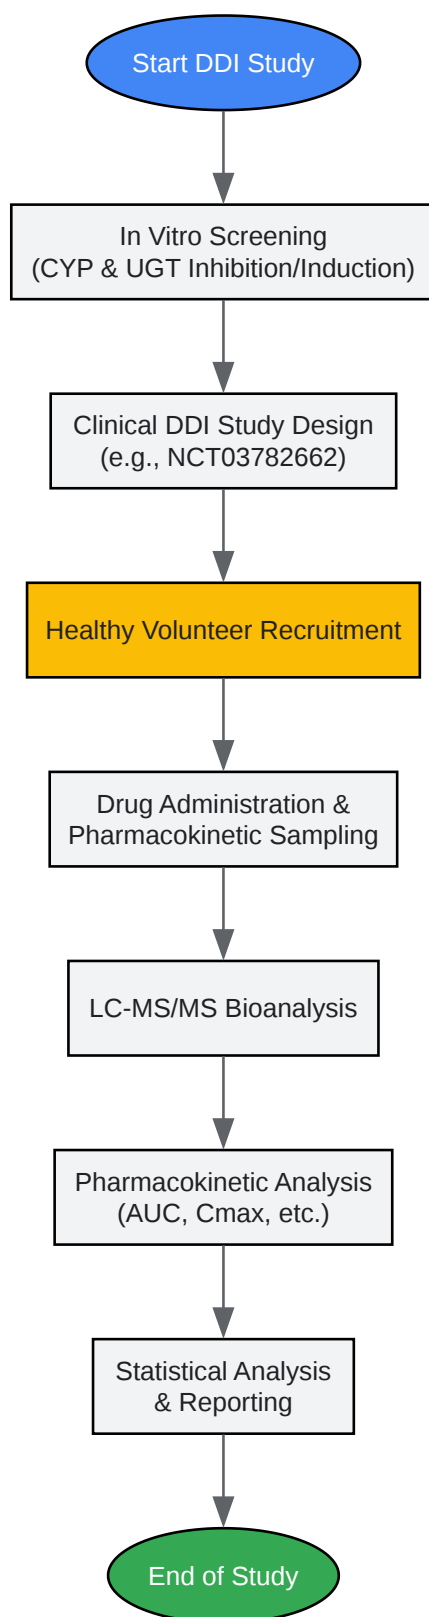 Start DDI Study
In Vitro Screening
(CYP & UGT Inhibition/Induction)
Clinical DDI Study Design
(e.g., NCT03782662)
Healthy Volunteer Recruitment
Drug Administration &
Pharmacokinetic Sampling
LC-MS/MS Bioanalysis
Pharmacokinetic Analysis
(AUC, Cmax, etc.)
Statistical Analysis
& Reporting
End of Study